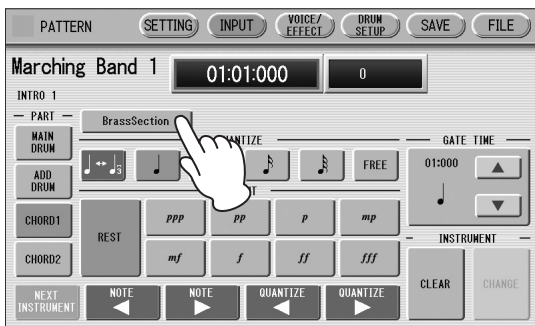 PATTERN SETTING INPUT VOICE/ EFFECT DRUM SETUP SAVE FILE
Marching Band 1 01:01:000 0
INTRO 1
PART BrassSection
MAIN DRUM GATE TIME
3 FREE 01:000
ADD DRUM
CHORD1 REST ppp pp p mp
INSTRUMENT
CHORD2 mf f ff fff CLEAR CHANGE
NEXT INSTRUMENT NOTE NOTE QUANTIZE QUANTIZE